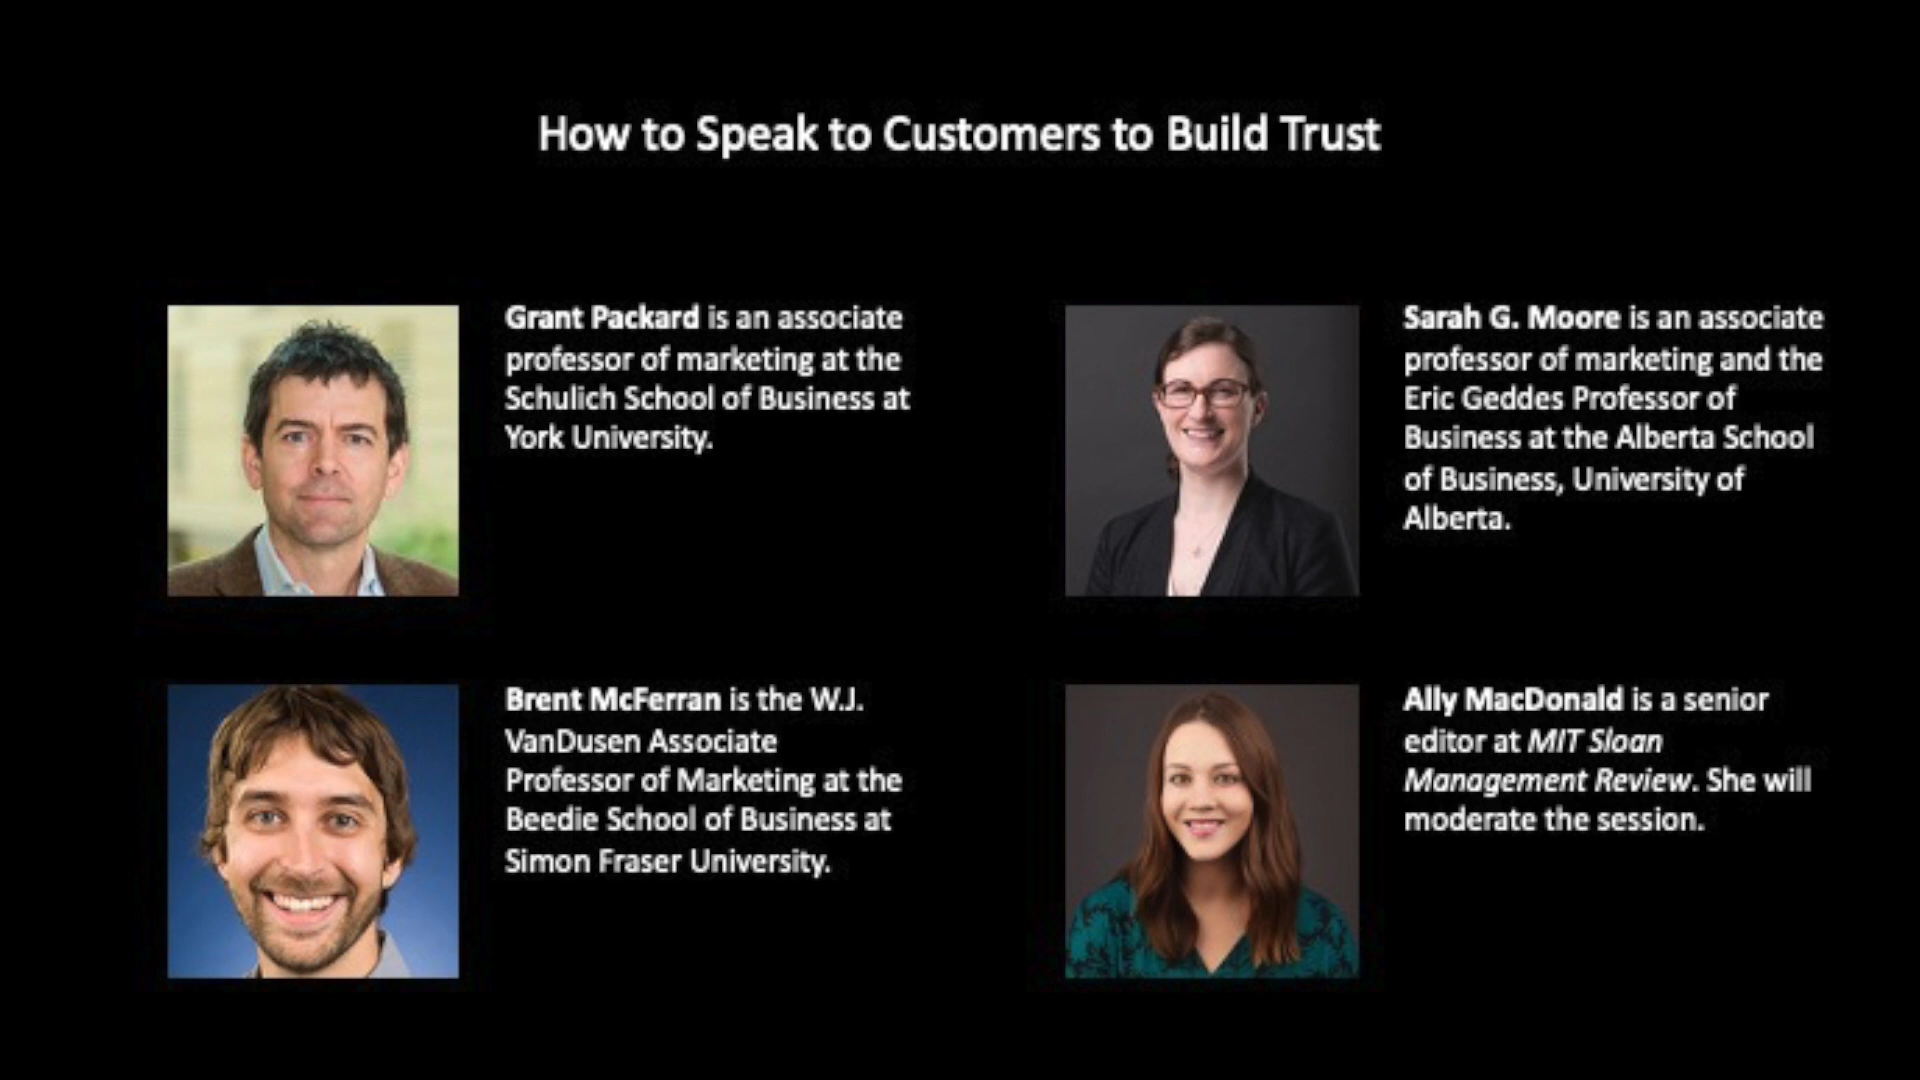 How to Speak to Customers to Build Trust
Grant Packard is an associate
professor of marketing at the
Schulich School of Business at
York University.
Sarah G. Moore is an associate
professor of marketing and the
Eric Geddes Professor of
Business at the Alberta School
of Business, University of
Alberta.
Brent McFerran is the W.J.
VanDusen Associate
Professor of Marketing at the
Beedie School of Business at
Simon Fraser University.
Ally MacDonald is a senior
editor at MIT Sloan
Management Review. She will
moderate the session.